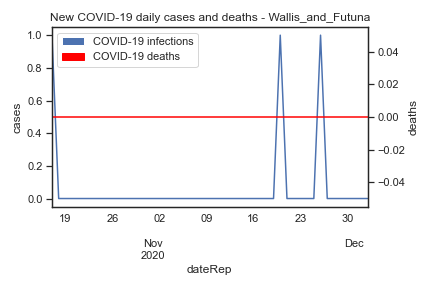 New COVID-19 daily cases and deaths - Wallis_and_Futuna
COVID-19 infections
COVID-19 deaths
1.0
0.8
0.6
0.4
0.2
0.0
cases
0.04
0.02
0.00
−0.02
−0.04
deaths
19 26 02 09 16 23 30
Nov Dec
2020
dateRep